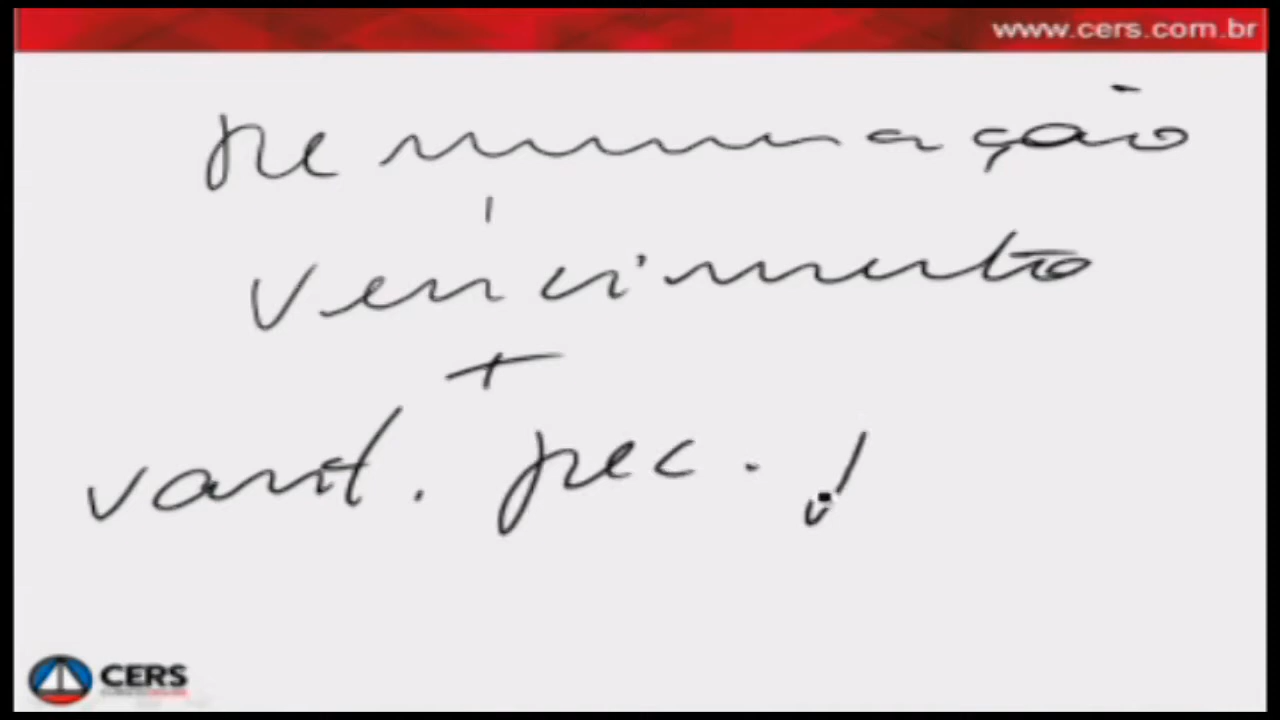 www.cers.com.br
remuneração
vencimento
+
vant. pec. !
CERS